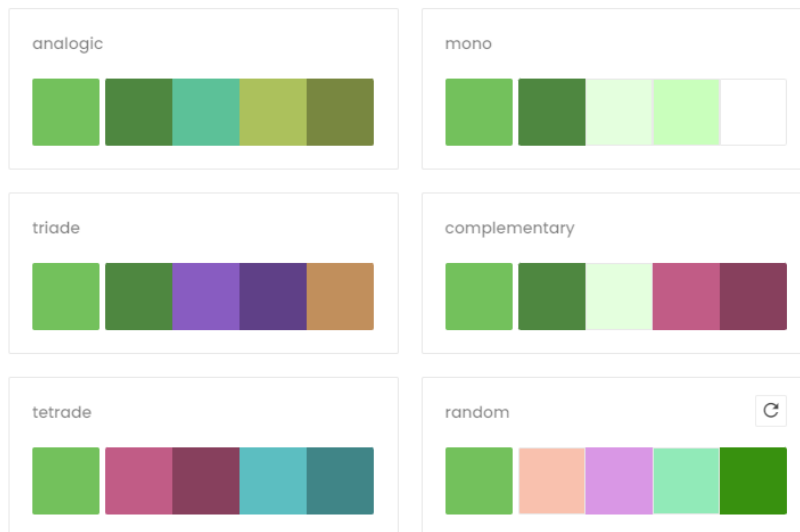 analogic
mono
triade
complementary
tetrade
random